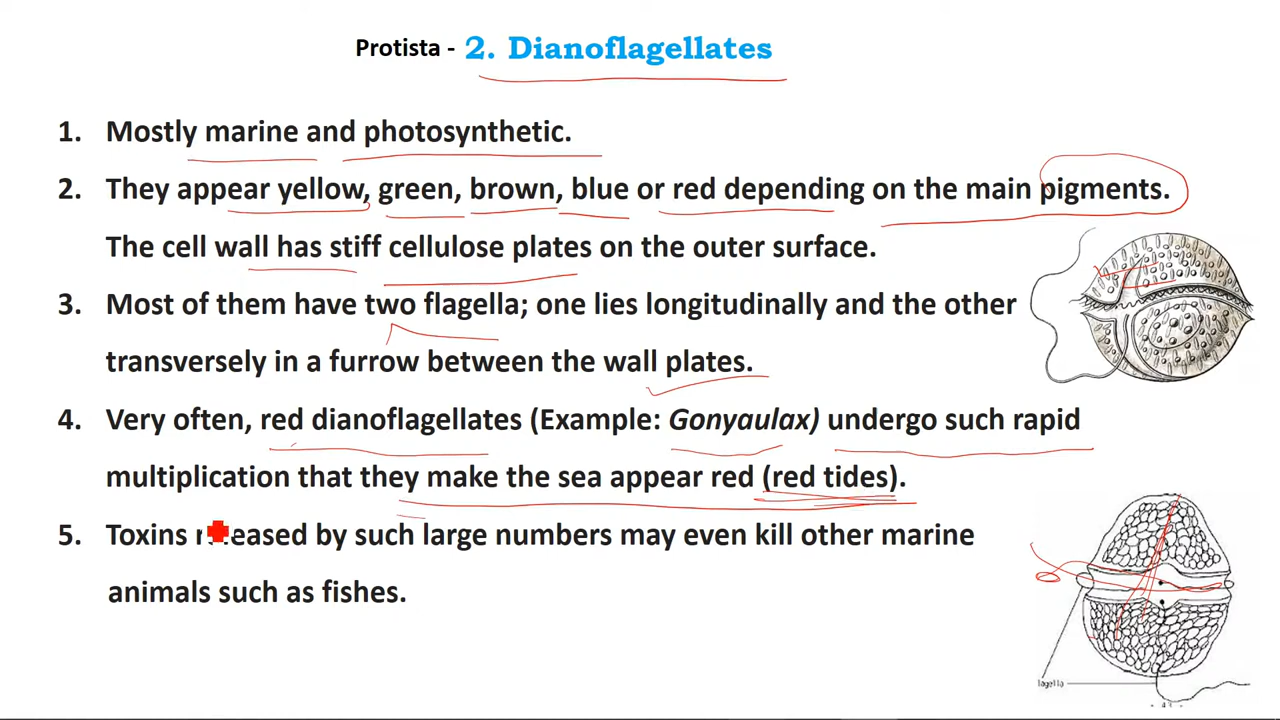 Protista - 2. Dianoflagellates
1. Mostly marine and photosynthetic.
2. They appear yellow, green, brown, blue or red depending on the main pigments.
The cell wall has stiff cellulose plates on the outer surface.
3. Most of them have two flagella; one lies longitudinally and the other
transversely in a furrow between the wall plates.
4. Very often, red dianoflagellates (Example: Gonyaulax) undergo such rapid
multiplication that they make the sea appear red (red tides).
5. Toxins released by such large numbers may even kill other marine
animals such as fishes.
lagella